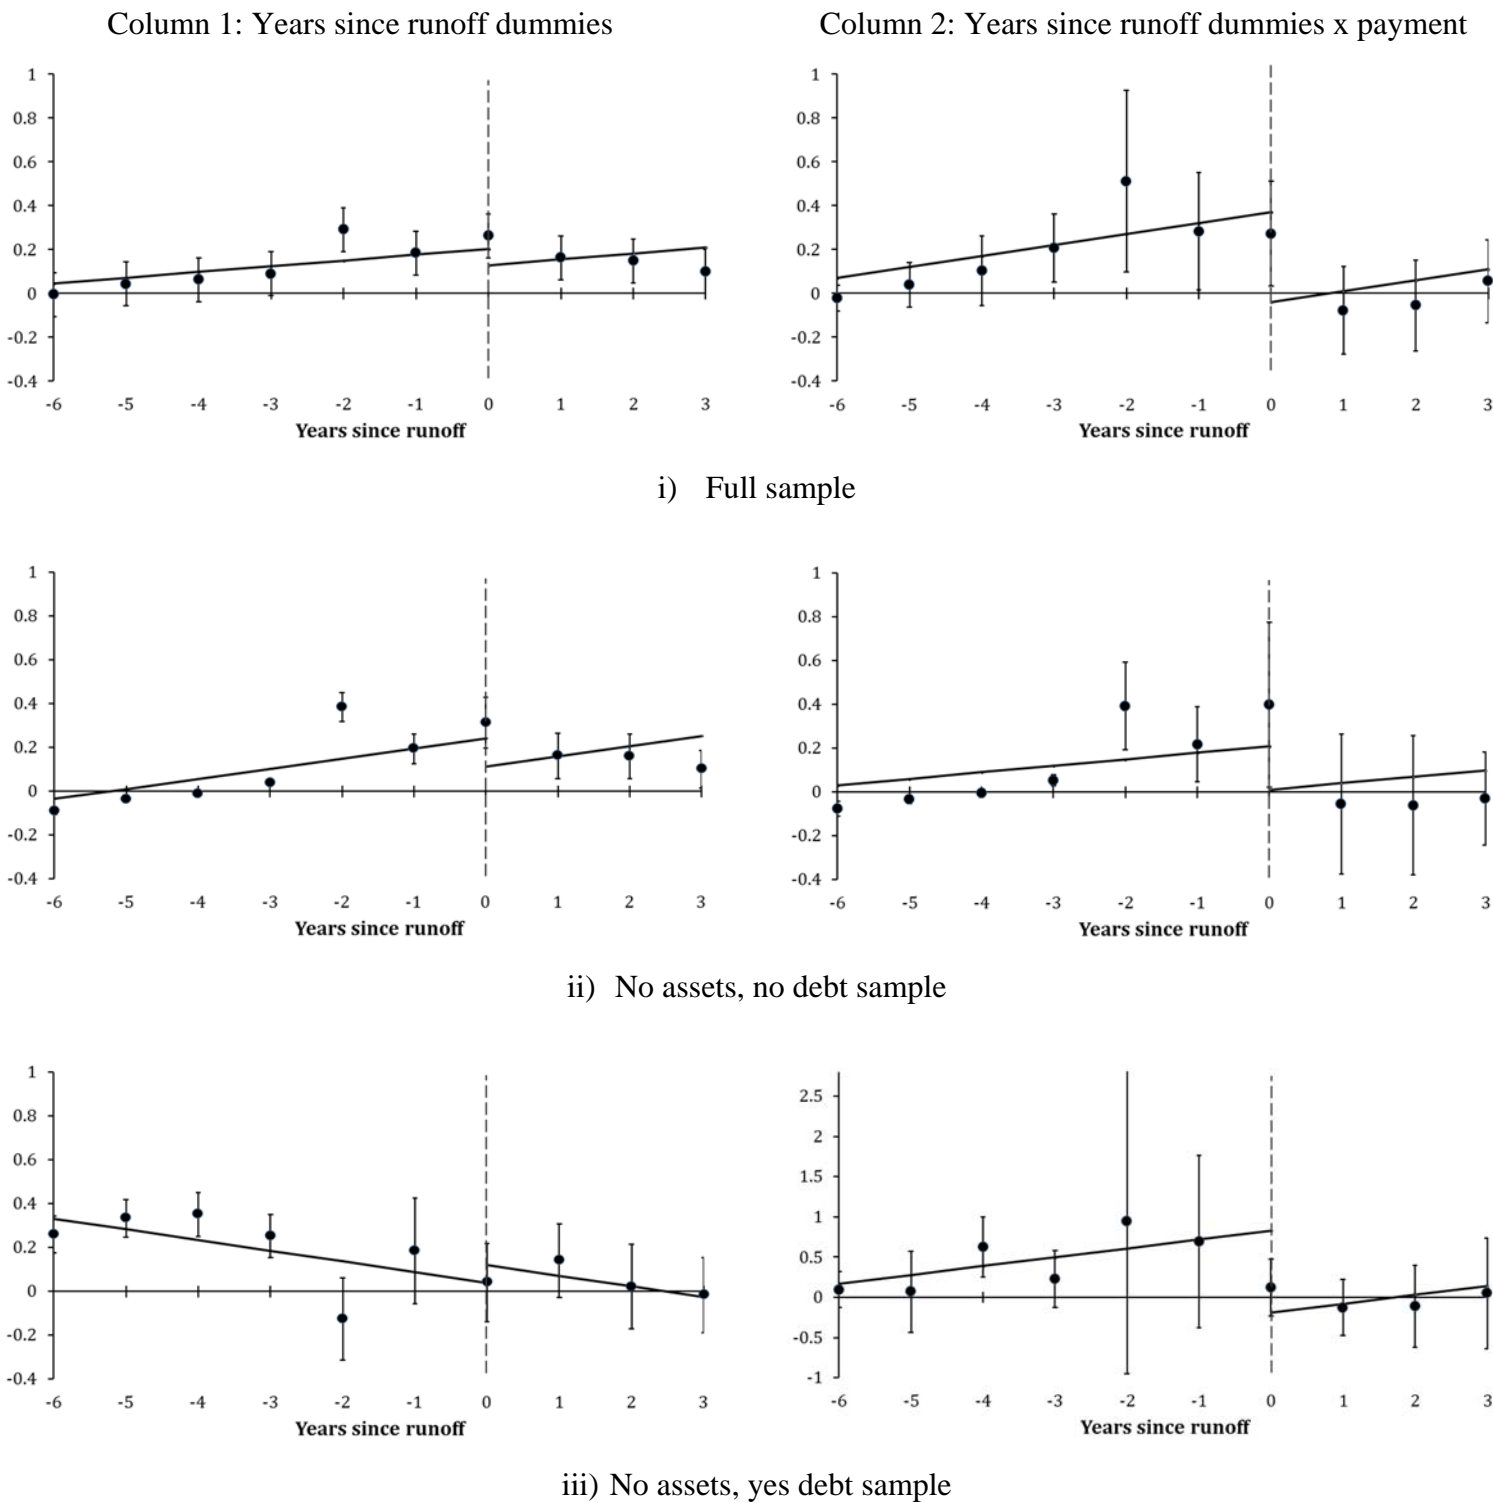 Column 1: Years since runoff dummies
Column 2: Years since runoff dummies x payment
1
0.8
0.6
0.4
0.2
0
-0.2
-0.4
-6 -5 -4 -3 -2 -1 0 1 2 3
Years since runoff
1
0.8
0.6
0.4
0.2
0
-0.2
-0.4
-6 -5 -4 -3 -2 -1 0 1 2 3
Years since runoff
i) Full sample
1
0.8
0.6
0.4
0.2
0
-0.2
-0.4
-6 -5 -4 -3 -2 -1 0 1 2 3
Years since runoff
1
0.8
0.6
0.4
0.2
0
-0.2
-0.4
-6 -5 -4 -3 -2 -1 0 1 2 3
Years since runoff
ii) No assets, no debt sample
1
0.8
0.6
0.4
0.2
0
-0.2
-0.4
-6 -5 -4 -3 -2 -1 0 1 2 3
Years since runoff
2.5
2
1.5
1
0.5
0
-0.5
-1
-6 -5 -4 -3 -2 -1 0 1 2 3
Years since runoff
iii) No assets, yes debt sample